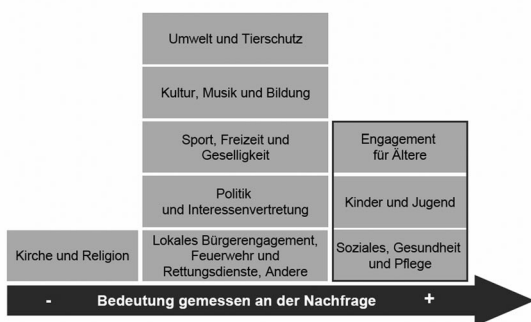 Umwelt und Tierschutz
Kultur, Musik und Bildung
Sport, Freizeit und
Geselligkeit
Engagement
für Ältere
Politik
und Interessenvertretung
Kinder und Jugend
Kirche und Religion
Lokales Bürgerengagement,
Feuerwehr und
Rettungsdienste, Andere
Soziales, Gesundheit
und Pflege
- Bedeutung gemessen an der Nachfrage +